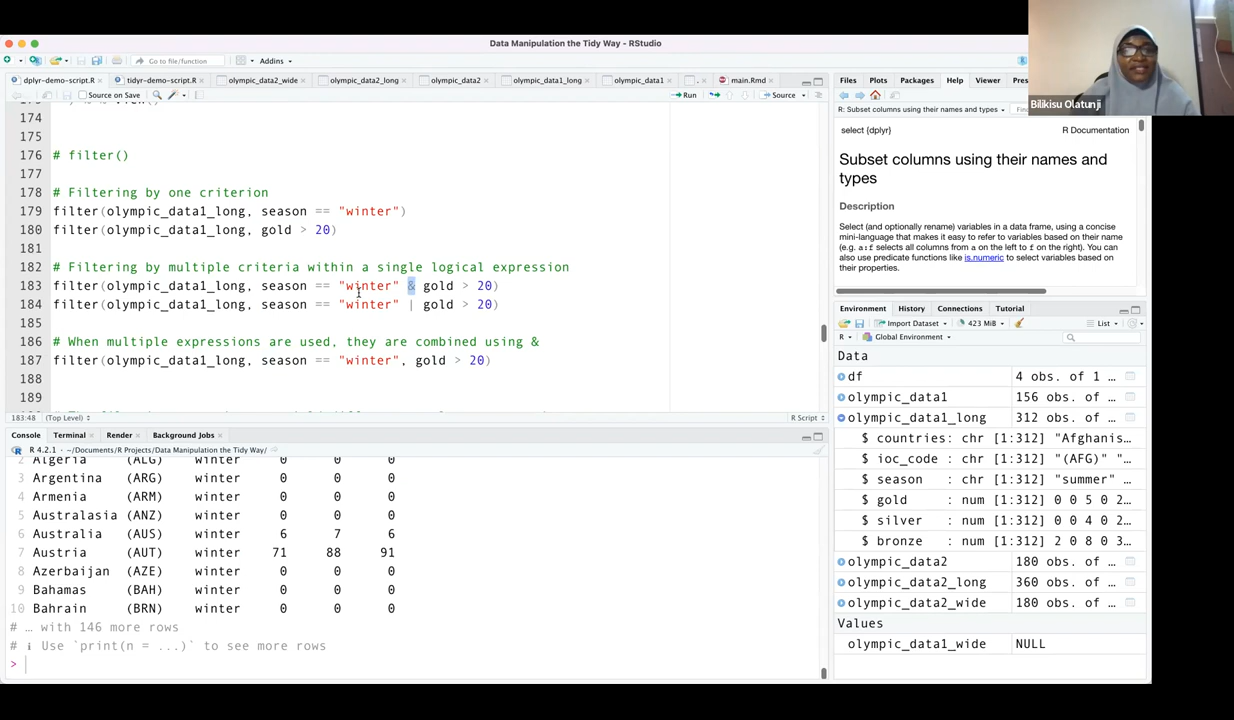 Data Manipulation the Tidy Way - RStudio
Go to file/function
Addins
dplyr-demo-script.R
tidyr-demo-script.R
olympic_data2_wide
olympic_data2_long
olympic_data2
olympic_data1_long
olympic_data1
main.Rmd
Source on Save
Run
Source
174
175
176 # filter()
177
178 # Filtering by one criterion
179 filter(olympic_data1_long, season == "winter")
180 filter(olympic_data1_long, gold > 20)
181
182 # Filtering by multiple criteria within a single logical expression
183 filter(olympic_data1_long, season == "winter" & gold > 20)
184 filter(olympic_data1_long, season == "winter" | gold > 20)
185
186 # When multiple expressions are used, they are combined using &
187 filter(olympic_data1_long, season == "winter", gold > 20)
188
189
183:48 (Top Level) R Script
Console Terminal Render Background Jobs
R 4.2.1 · ~/Documents/R Projects/Data Manipulation the Tidy Way/
2 Algeria (ALG) winter 0 0 0
3 Argentina (ARG) winter 0 0 0
4 Armenia (ARM) winter 0 0 0
5 Australasia (ANZ) winter 0 0 0
6 Australia (AUS) winter 6 7 6
7 Austria (AUT) winter 71 88 91
8 Azerbaijan (AZE) winter 0 0 0
9 Bahamas (BAH) winter 0 0 0
10 Bahrain (BRN) winter 0 0 0
# … with 146 more rows
# ℹ Use `print(n = ...)` to see more rows
>
Files Plots Packages Help Viewer Pres
R: Subset columns using their names and types
select {dplyr} R Documentation
Subset columns using their names and
types
Description
Select (and optionally rename) variables in a data frame, using a concise
mini-language that makes it easy to refer to variables based on their name
(e.g. a:f selects all columns from a on the left to f on the right). You can
also use predicate functions like is.numeric to select variables based on
their properties.
Environment History Connections Tutorial
Import Dataset 423 MiB List
R Global Environment
Data
df 4 obs. of 1 …
olympic_data1 156 obs. of …
olympic_data1_long 312 obs. of …
$ countries: chr [1:312] "Afghanis…
$ ioc_code : chr [1:312] "(AFG)" "…
$ season : chr [1:312] "summer" …
$ gold : num [1:312] 0 0 5 0 2…
$ silver : num [1:312] 0 0 4 0 2…
$ bronze : num [1:312] 2 0 8 0 3…
olympic_data2 180 obs. of …
olympic_data2_long 360 obs. of …
olympic_data2_wide 180 obs. of …
Values
olympic_data1_wide NULL
Bilikisu Olatunji